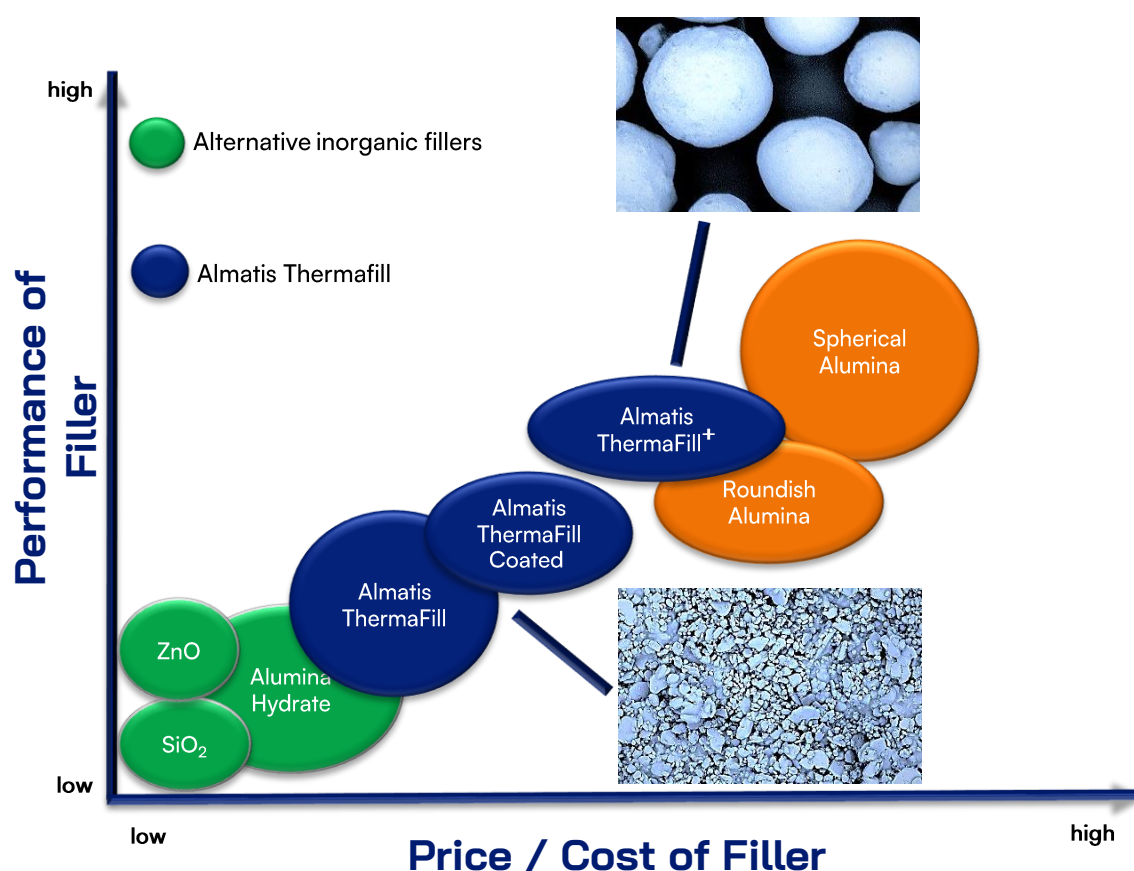 high
Alternative inorganic fillers
Almatis Thermafill
Performance of
Filler
Spherical
Alumina
Almatis
ThermaFill⁺
Roundish
Alumina
Almatis
ThermaFill
Coated
Almatis
ThermaFill
ZnO
Alumina
Hydrate
SiO₂
low
low
high
Price / Cost of Filler